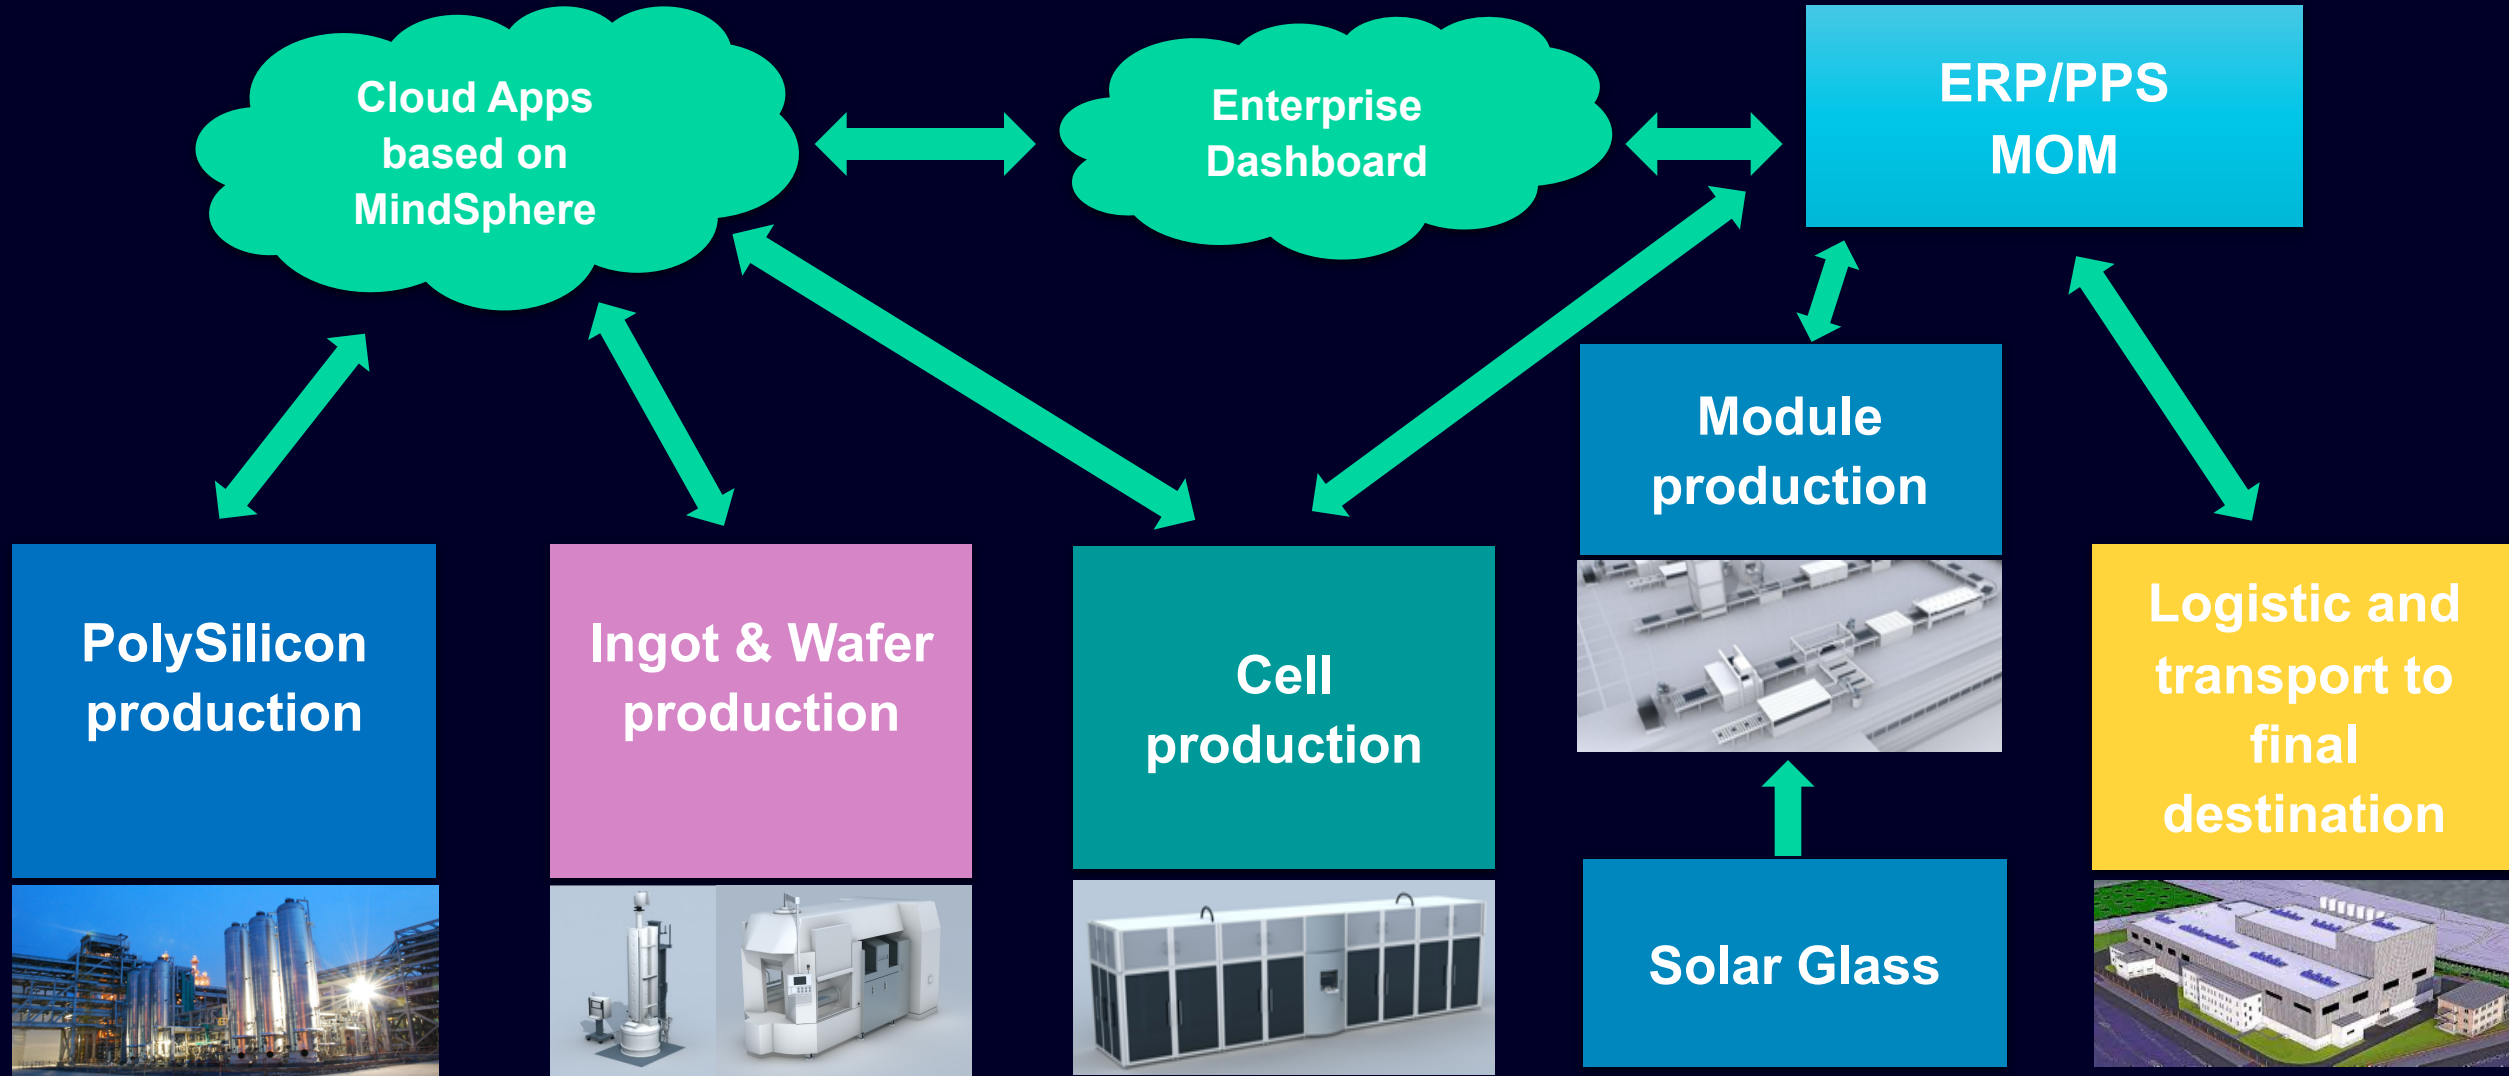 Cloud Apps
based on
MindSphere
Enterprise
Dashboard
ERP/PPS
MOM
Module
production
PolySilicon
production
Ingot & Wafer
production
Cell
production
Logistic and
transport to
final
destination
Solar Glass